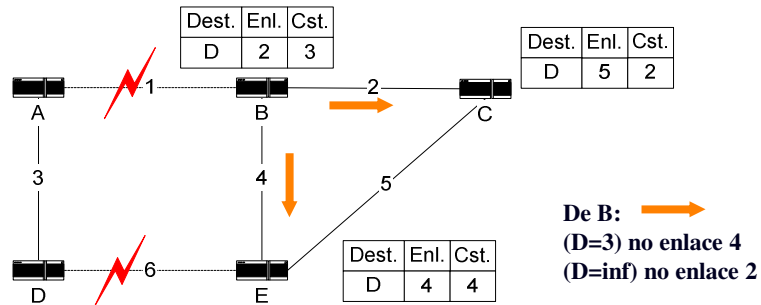 Dest. Enl. Cst.
D 2 3
Dest. Enl. Cst.
D 5 2
1
2
A
B
C
3
4
5
De B:
(D=3) no enlace 4
(D=inf) no enlace 2
6
D
E
Dest. Enl. Cst.
D 4 4